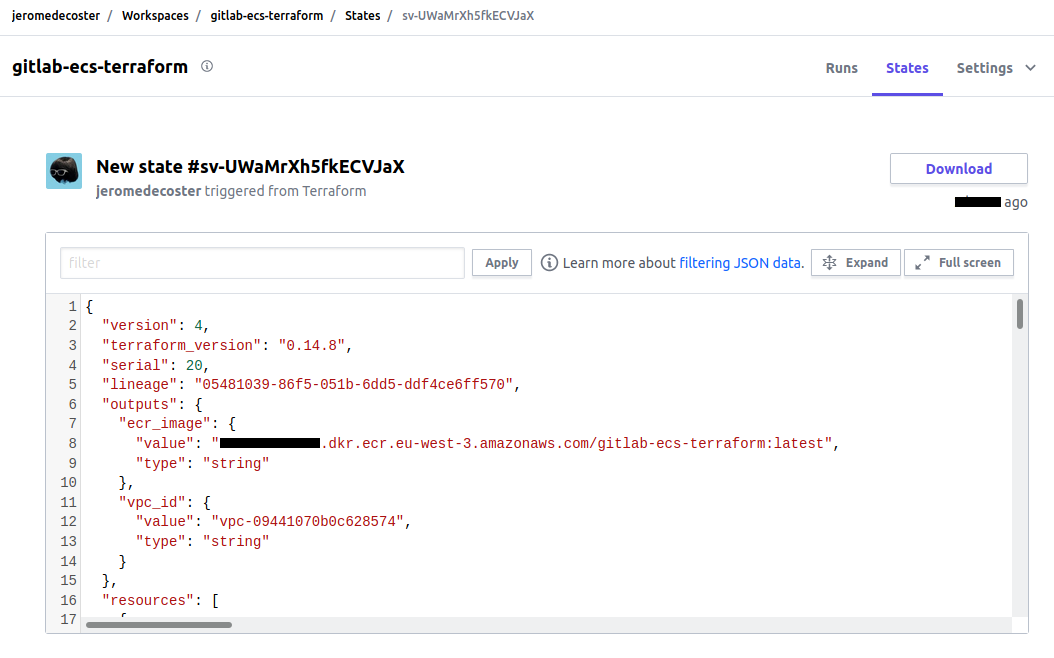 jeromedecoster / Workspaces / gitlab-ecs-terraform / States / sv-UWaMrXh5fkECVJaX
gitlab-ecs-terraform
Runs States Settings
New state #sv-UWaMrXh5fkECVJaX
Download
jeromedecoster triggered from Terraform
ago
filter
Apply
Learn more about filtering JSON data.
Expand
Full screen
1 {
2 "version": 4,
3 "terraform_version": "0.14.8",
4 "serial": 20,
5 "lineage": "05481039-86f5-051b-6dd5-ddf4ce6ff570",
6 "outputs": {
7 "ecr_image": {
8 "value": ".dkr.ecr.eu-west-3.amazonaws.com/gitlab-ecs-terraform:latest",
9 "type": "string"
10 },
11 "vpc_id": {
12 "value": "vpc-09441070b0c628574",
13 "type": "string"
14 }
15 },
16 "resources": [
17